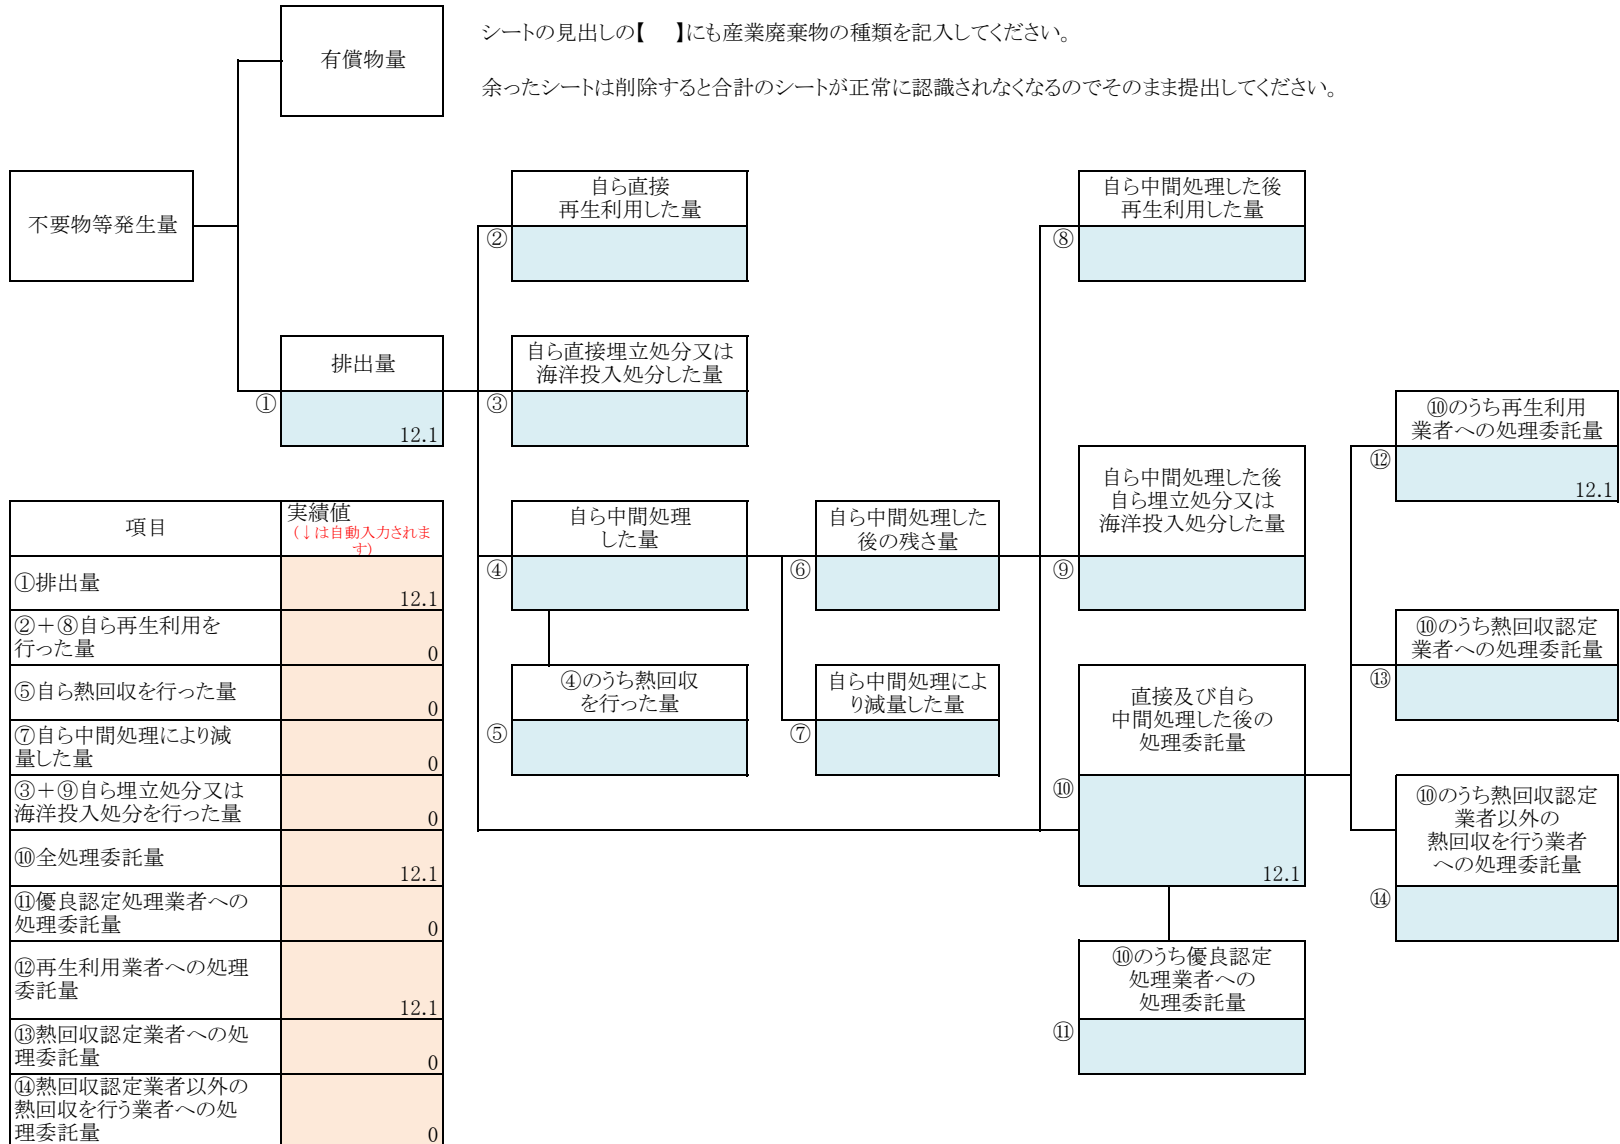 シートの見出しの【　】にも産業廃棄物の種類を記入してください。
余ったシートは削除すると合計のシートが正常に認識されなくなるのでそのまま提出してください。
有償物量
不要物等発生量
排出量
①
12.1
自ら直接
再生利用した量
②
自ら直接埋立処分又は
海洋投入処分した量
③
自ら中間処理
した量
④
④のうち熱回収
を行った量
⑤
自ら中間処理した
後の残さ量
⑥
自ら中間処理によ
り減量した量
⑦
自ら中間処理した後
再生利用した量
⑧
自ら中間処理した後
自ら埋立処分又は
海洋投入処分した量
⑨
直接及び自ら
中間処理した後の
処理委託量
⑩
12.1
⑩のうち優良認定
処理業者への
処理委託量
⑪
⑩のうち再生利用
業者への処理委託量
⑫
12.1
⑩のうち熱回収認定
業者への処理委託量
⑬
⑩のうち熱回収認定
業者以外の
熱回収を行う業者
への処理委託量
⑭
項目
実績値
(↓は自動入力されま
す)
①排出量
12.1
②＋⑧自ら再生利用を
行った量
0
⑤自ら熱回収を行った量
0
⑦自ら中間処理により減
量した量
0
③＋⑨自ら埋立処分又は
海洋投入処分を行った量
0
⑩全処理委託量
12.1
⑪優良認定処理業者への
処理委託量
0
⑫再生利用業者への処理
委託量
12.1
⑬熱回収認定業者への処
理委託量
0
⑭熱回収認定業者以外の
熱回収を行う業者への処
理委託量
0